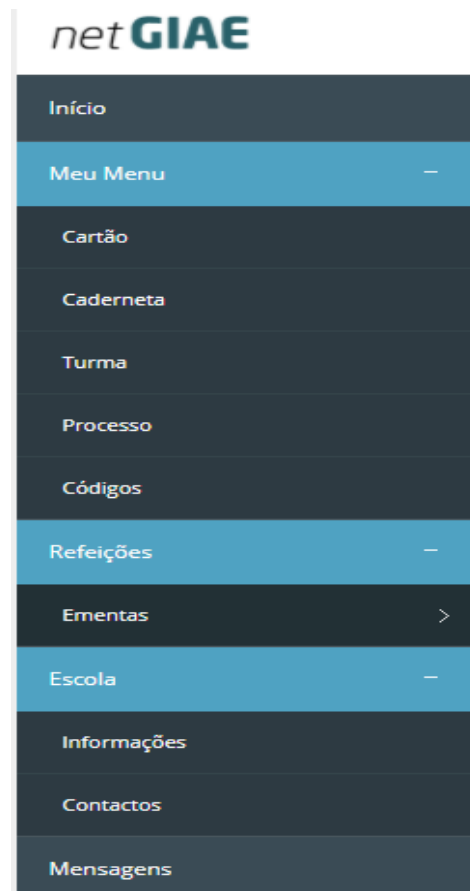 netGIAE
Início
Meu Menu
Cartão
Caderneta
Turma
Processo
Códigos
Refeições
Ementas
Escola
Informações
Contactos
Mensagens